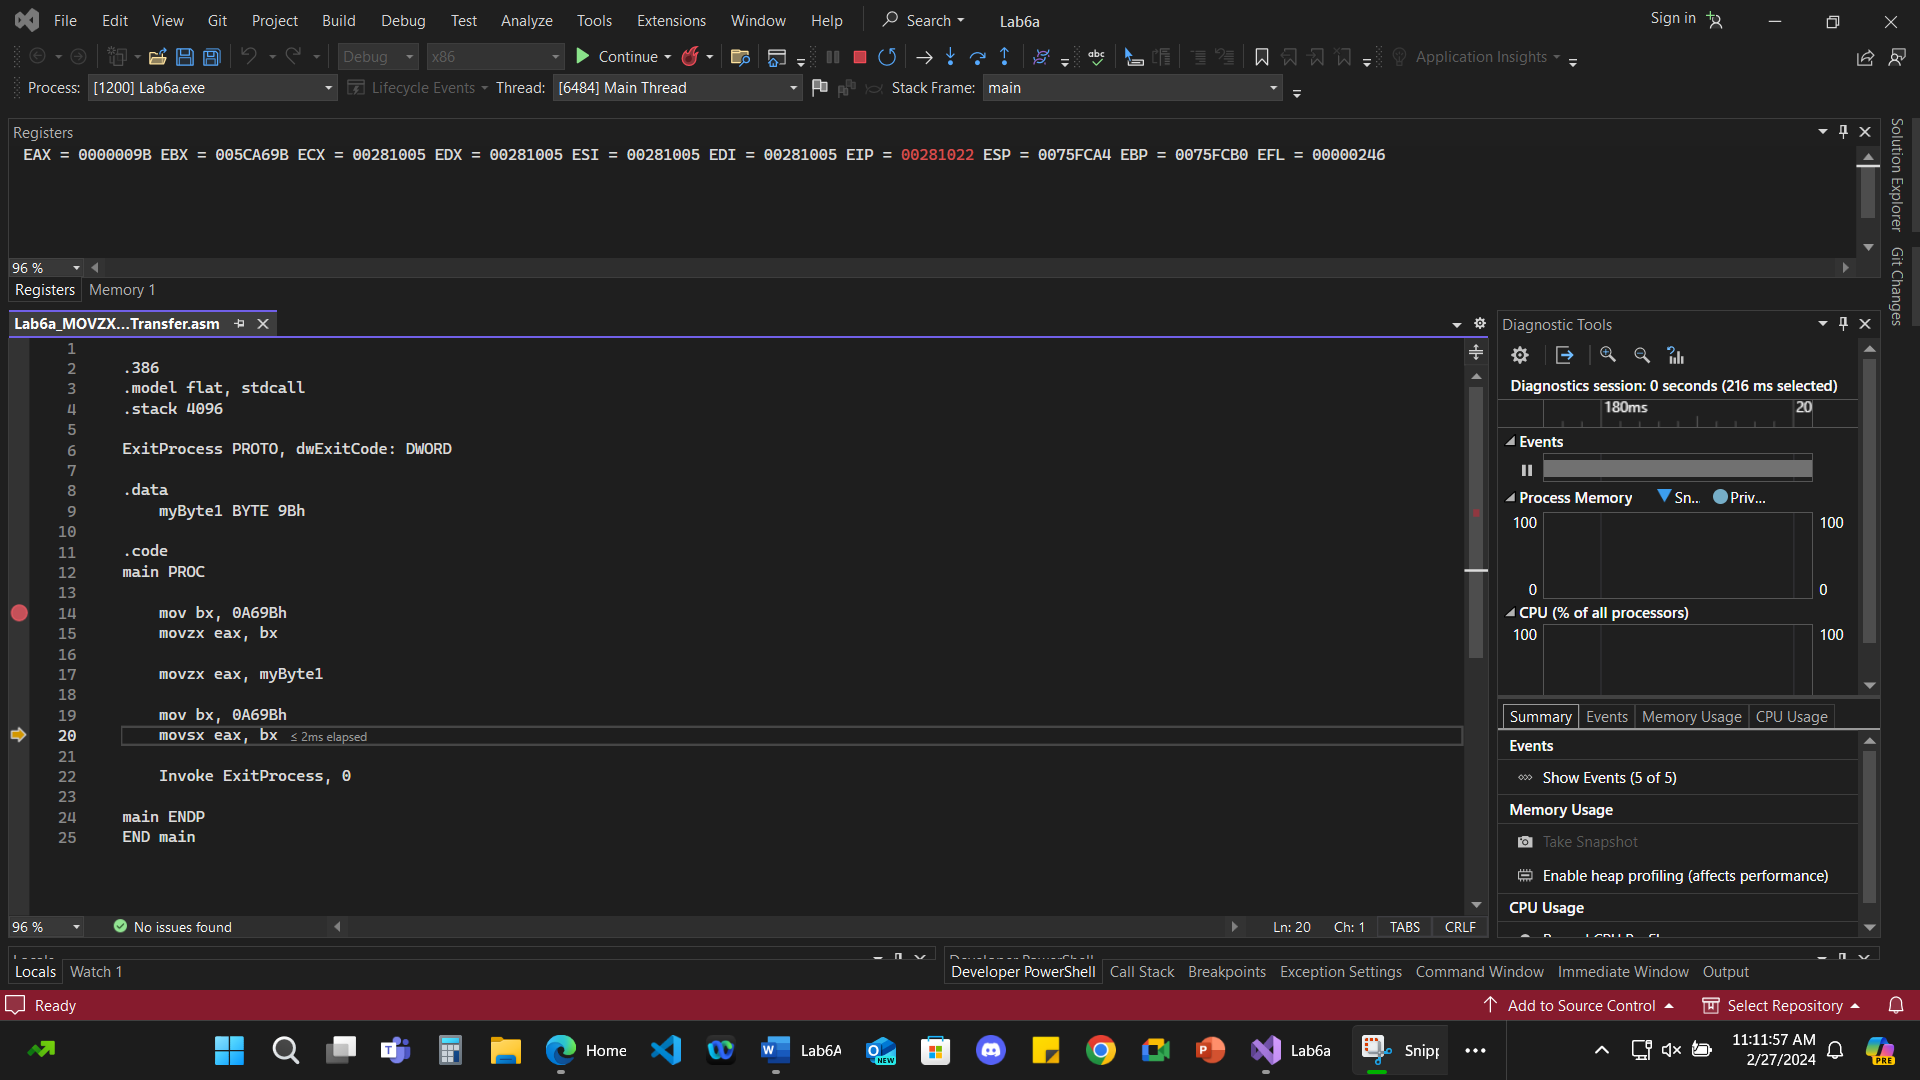 File Edit View Git Project Build Debug Test Analyze Tools Extensions Window Help Search Lab6a Sign in
Debug x86 Continue Application Insights
Process: [1200] Lab6a.exe Lifecycle Events Thread: [6484] Main Thread Stack Frame: main
Registers
EAX = 0000009B EBX = 005CA69B ECX = 00281005 EDX = 00281005 ESI = 00281005 EDI = 00281005 EIP = 00281022 ESP = 0075FCA4 EBP = 0075FCB0 EFL = 00000246
96 %
Registers Memory 1
Solution Explorer
Git Changes
Lab6a_MOVZX...Transfer.asm
1
2 .386
3 .model flat, stdcall
4 .stack 4096
5
6 ExitProcess PROTO, dwExitCode: DWORD
7
8 .data
9 myByte1 BYTE 9Bh
10
11 .code
12 main PROC
13
14 mov bx, 0A69Bh
15 movzx eax, bx
16
17 movzx eax, myByte1
18
19 mov bx, 0A69Bh
20 movsx eax, bx ≤ 2ms elapsed
21
22 Invoke ExitProcess, 0
23
24 main ENDP
25 END main
96 % No issues found Ln: 20 Ch: 1 TABS CRLF
Diagnostic Tools
Diagnostics session: 0 seconds (216 ms selected)
180ms 20
Events
Process Memory Sn... Priv...
100 100
0 0
CPU (% of all processors)
100 100
Summary Events Memory Usage CPU Usage
Events
Show Events (5 of 5)
Memory Usage
Take Snapshot
Enable heap profiling (affects performance)
CPU Usage
Locals Watch 1
Developer PowerShell Call Stack Breakpoints Exception Settings Command Window Immediate Window Output
Ready Add to Source Control Select Repository
Home Lab6A Lab6a Snipp
11:11:57 AM
2/27/2024
PRE